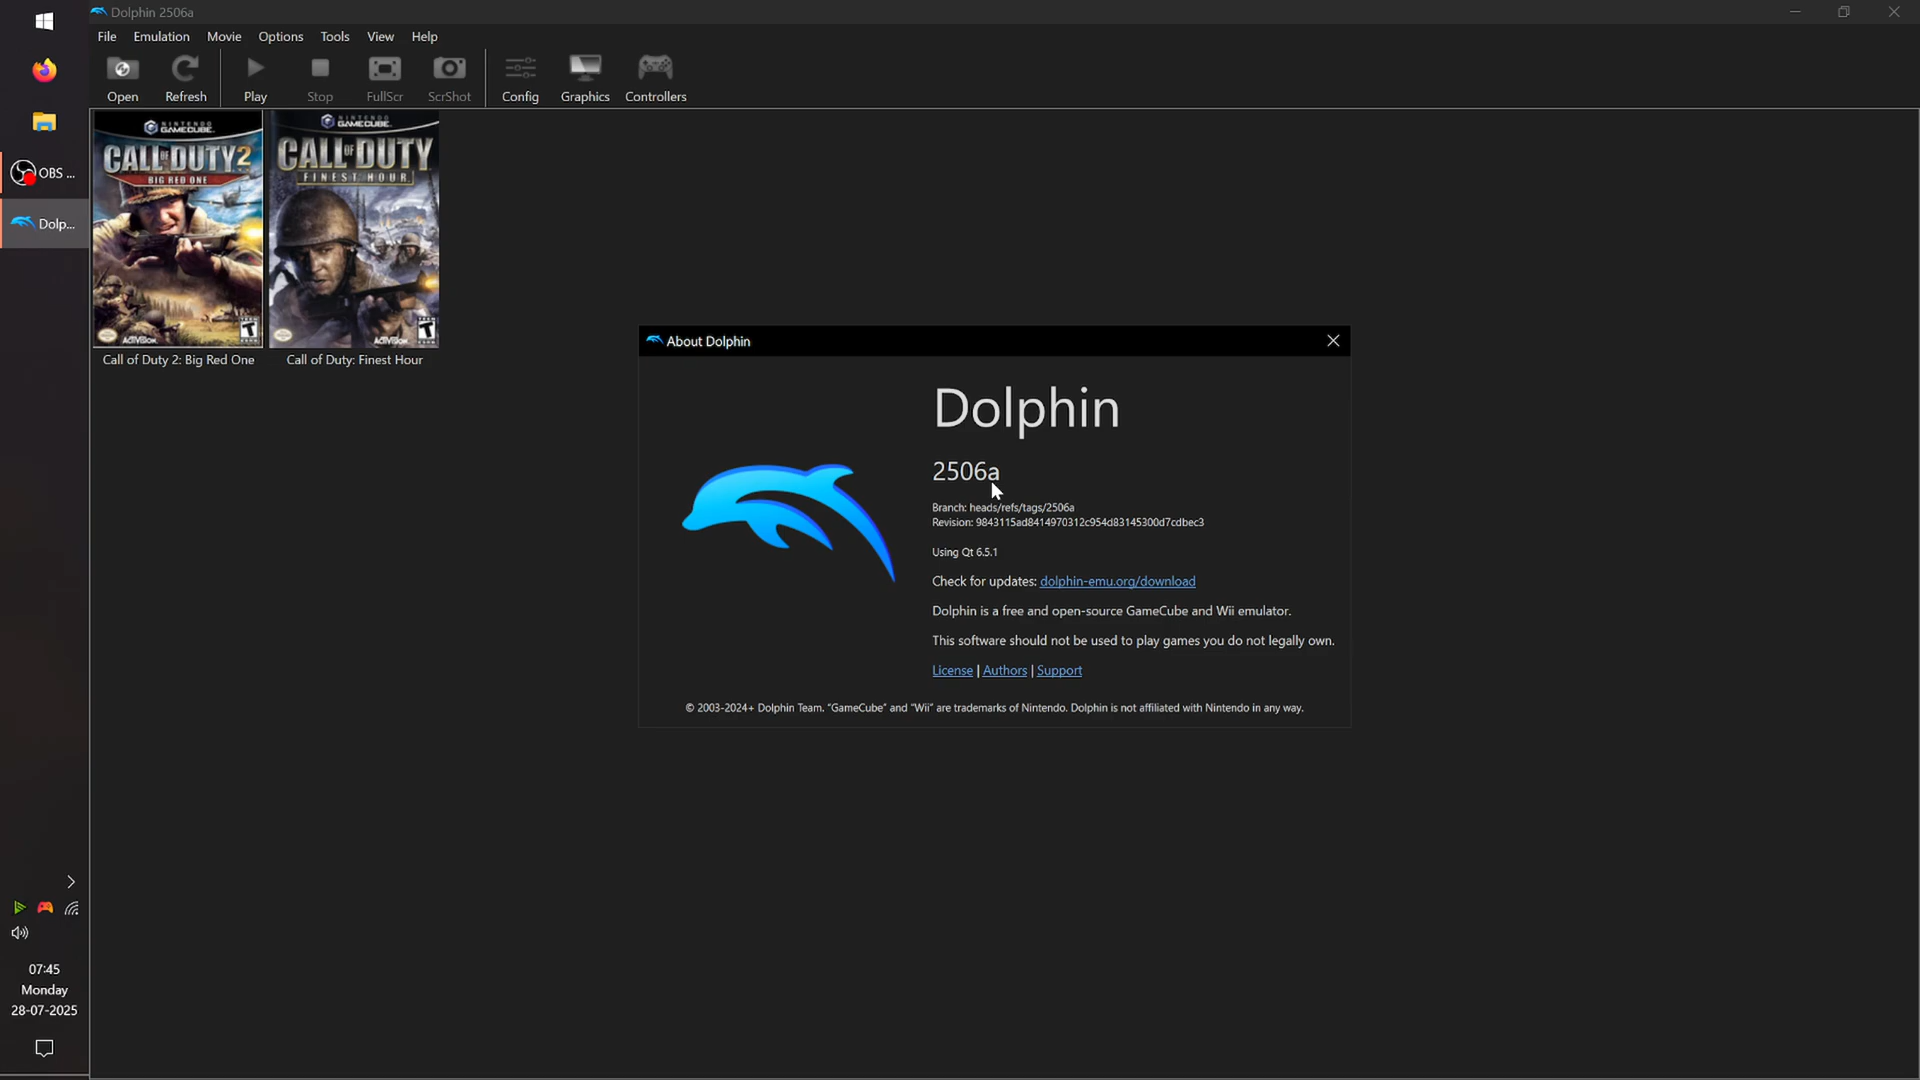 Dolphin 2506a
File Emulation Movie Options Tools View Help
Open Refresh Play Stop FullScr ScrShot Config Graphics Controllers
NINTENDO GAMECUBE.
CALL OF DUTY 2
BIG RED ONE
ACTIVISION
T
NINTENDO GAMECUBE.
CALL OF DUTY
FINEST HOUR
ACTIVISION
T
Call of Duty 2: Big Red One
Call of Duty: Finest Hour
OBS ...
Dolp...
About Dolphin
Dolphin
2506a
Branch: heads/refs/tags/2506a
Revision: 9843115ad8414970312c954d83145300d7cdbec3
Using Qt 6.5.1
Check for updates: dolphin-emu.org/download
Dolphin is a free and open-source GameCube and Wii emulator.
This software should not be used to play games you do not legally own.
License | Authors | Support
© 2003-2024+ Dolphin Team. “GameCube” and “Wii” are trademarks of Nintendo. Dolphin is not affiliated with Nintendo in any way.
07:45
Monday
28-07-2025